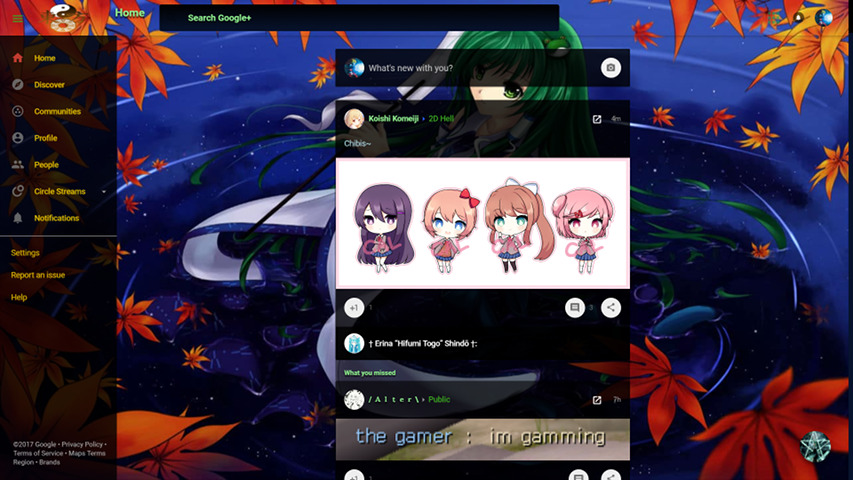 Home
Search Google+
Home
Discover
Communities
Profile
People
Circle Streams
Notifications
Settings
Report an issue
Help
©2017 Google • Privacy Policy •
Terms of Service • Maps Terms
Region • Brands
What's new with you?
Koishi Komeiji › 2D Hell
4m
Chibis~
+1
1
3
† Erina "Hifumi Togo" Shindō †:
What you missed
/ A l t e r \ › Public
7h
the gamer : im gamming
+1
1